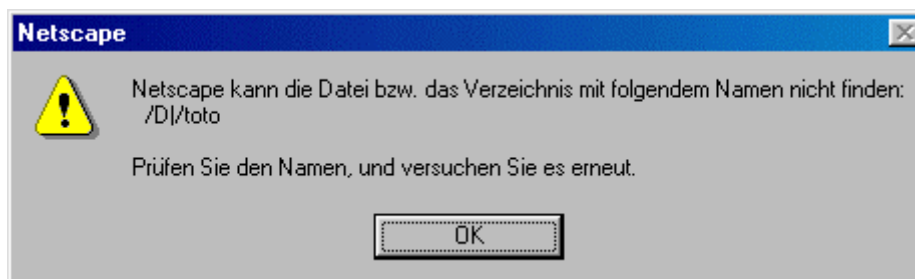 Netscape
Netscape kann die Datei bzw. das Verzeichnis mit folgendem Namen nicht finden:
/D|/toto
Prüfen Sie den Namen, und versuchen Sie es erneut.
OK